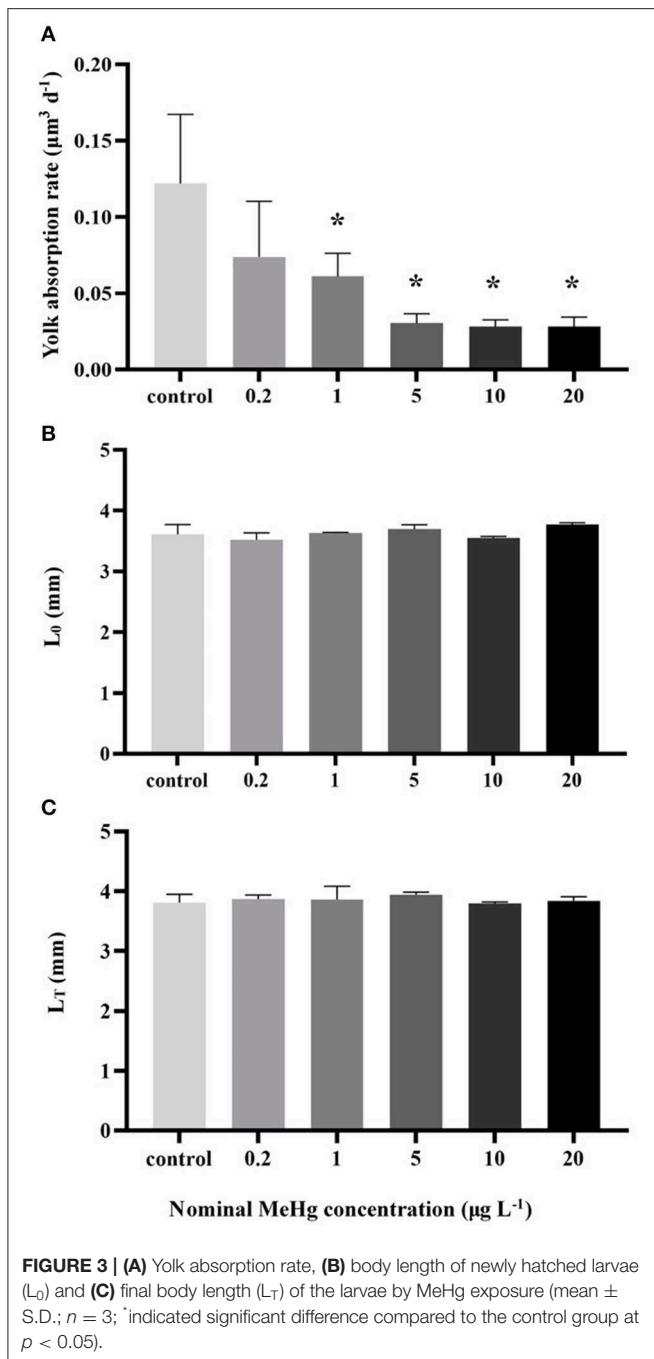 A
Yolk absorption rate (μm³ d⁻¹)
0.20
0.15
0.10
0.05
0.00
*
*
*
*
control 0.2 1 5 10 20
B
L₀ (mm)
5
4
3
2
1
0
control 0.2 1 5 10 20
C
L_T (mm)
5
4
3
2
1
0
control 0.2 1 5 10 20
Nominal MeHg concentration (μg L⁻¹)
FIGURE 3 | (A) Yolk absorption rate, (B) body length of newly hatched larvae
(L₀) and (C) final body length (L_T) of the larvae by MeHg exposure (mean ±
S.D.; n = 3; *indicated significant difference compared to the control group at
p < 0.05).